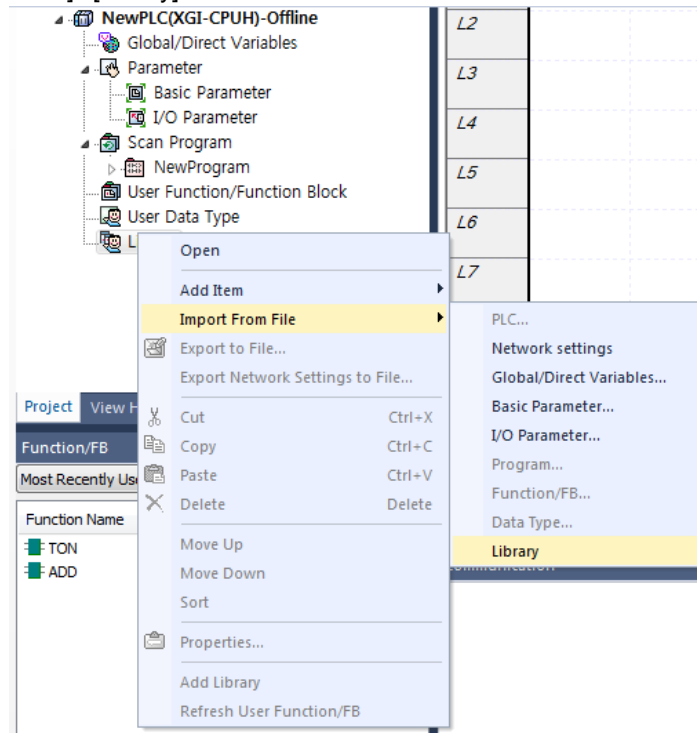 NewPLC(XGI-CPUH)-Offline
Global/Direct Variables
Parameter
Basic Parameter
I/O Parameter
Scan Program
NewProgram
User Function/Function Block
User Data Type
L
L2
L3
L4
L5
L6
L7
Open
Add Item
Import From File
Export to File...
Export Network Settings to File...
Cut Ctrl+X
Copy Ctrl+C
Paste Ctrl+V
Delete Delete
Move Up
Move Down
Sort
Properties...
Add Library
Refresh User Function/FB
PLC...
Network settings
Global/Direct Variables...
Basic Parameter...
I/O Parameter...
Program...
Function/FB...
Data Type...
Library
Project View
Function/FB
Most Recently
Function Name
TON
ADD